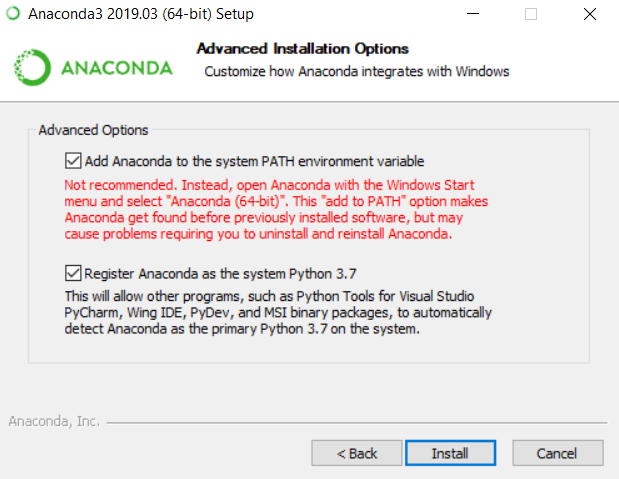 Anaconda3 2019.03 (64-bit) Setup
ANACONDA
Advanced Installation Options
Customize how Anaconda integrates with Windows
Advanced Options
Add Anaconda to the system PATH environment variable
Not recommended. Instead, open Anaconda with the Windows Start
menu and select "Anaconda (64-bit)". This "add to PATH" option makes
Anaconda get found before previously installed software, but may
cause problems requiring you to uninstall and reinstall Anaconda.
Register Anaconda as the system Python 3.7
This will allow other programs, such as Python Tools for Visual Studio
PyCharm, Wing IDE, PyDev, and MSI binary packages, to automatically
detect Anaconda as the primary Python 3.7 on the system.
Anaconda, Inc.
< Back
Install
Cancel